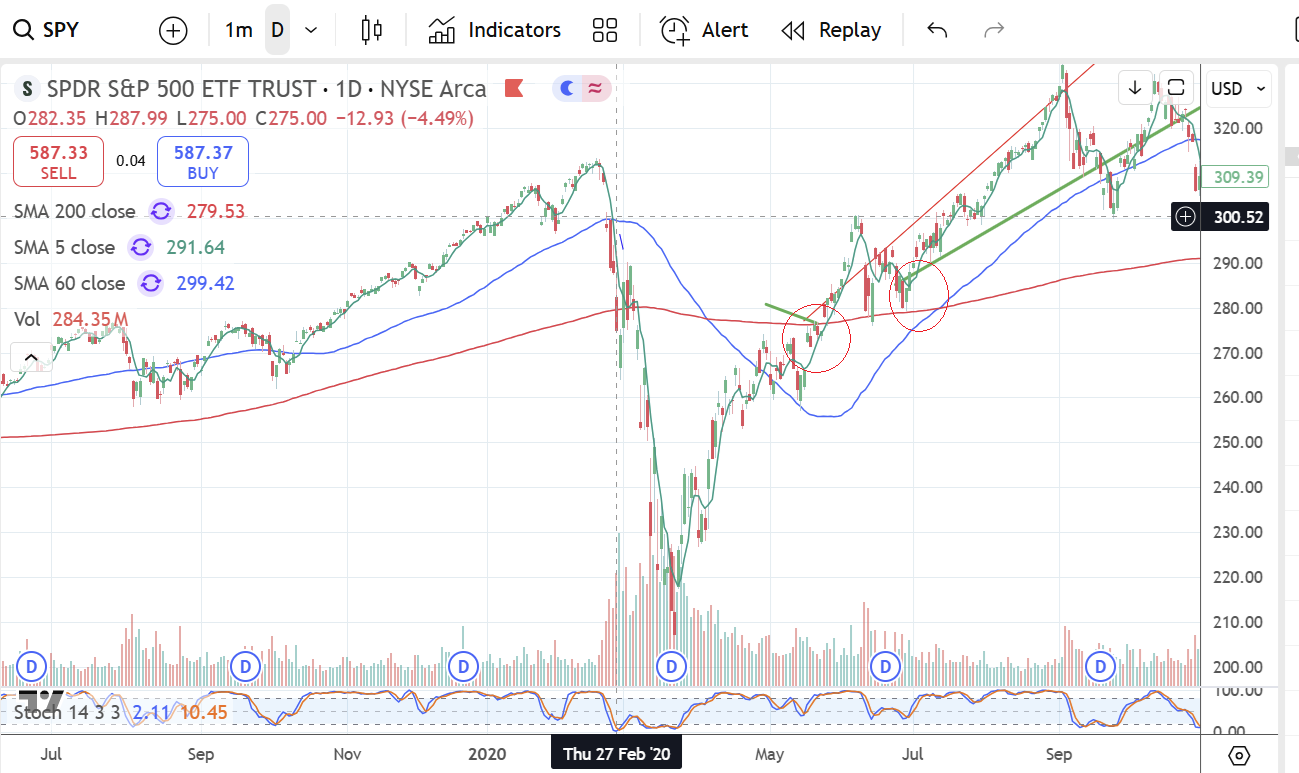 SPY 1m D Indicators Alert Replay
S SPDR S&P 500 ETF TRUST · 1D · NYSE Arca
USD
O282.35 H287.99 L275.00 C275.00 −12.93 (−4.49%)
587.33 SELL 0.04 587.37 BUY
SMA 200 close 279.53
SMA 5 close 291.64
SMA 60 close 299.42
Vol 284.35M
320.00
309.39
300.52
290.00
280.00
270.00
260.00
250.00
240.00
230.00
220.00
210.00
200.00
D D D D D D
100.00
Stoch 14 3 3 2.11 10.45
0.00
Jul Sep Nov 2020 Thu 27 Feb '20 May Jul Sep